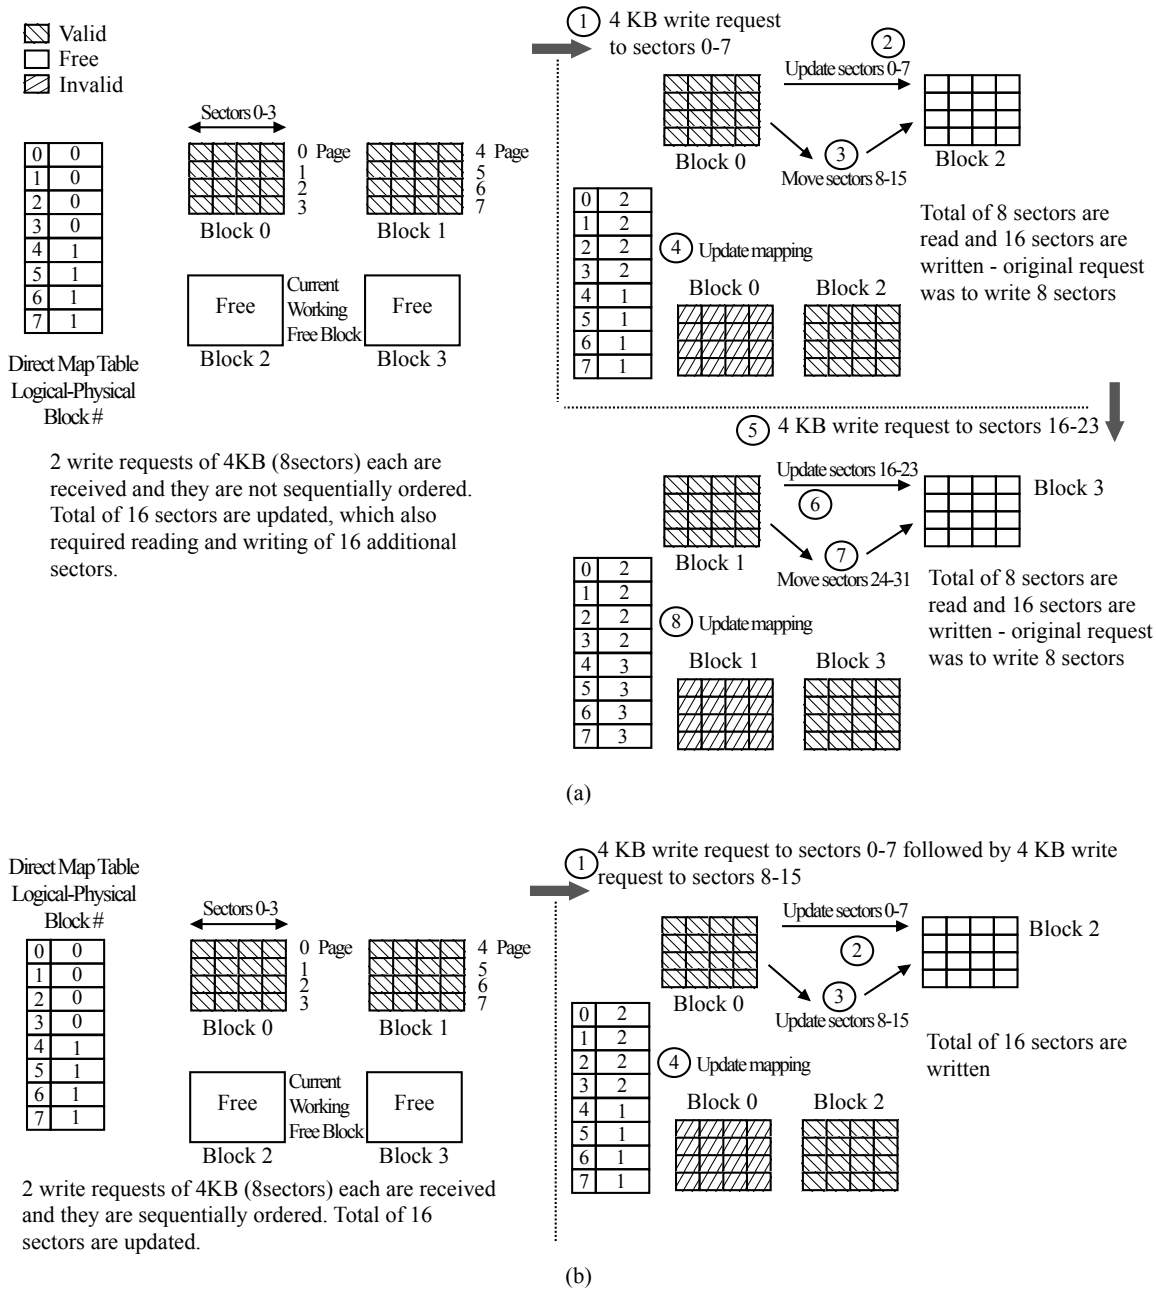 Valid
Free
Invalid
Sectors 0-3
0 0
1 0
2 0
3 0
4 1
5 1
6 1
7 1
0 Page
1
2
3
4 Page
5
6
7
Block 0
Block 1
Free
Current
Working
Free Block
Free
Block 2
Block 3
Direct Map Table
Logical-Physical
Block #
2 write requests of 4KB (8sectors) each are
received and they are not sequentially ordered.
Total of 16 sectors are updated, which also
required reading and writing of 16 additional
sectors.
1 4 KB write request
to sectors 0-7
2
Update sectors 0-7
Block 0
3
Move sectors 8-15
Block 2
0 2
1 2
2 2
3 2
4 1
5 1
6 1
7 1
4 Update mapping
Block 0
Block 2
Total of 8 sectors are
read and 16 sectors are
written - original request
was to write 8 sectors
5 4 KB write request to sectors 16-23
Update sectors 16-23
6
Block 3
Block 1
7
Move sectors 24-31
0 2
1 2
2 2
3 2
4 3
5 3
6 3
7 3
8 Update mapping
Block 1
Block 3
Total of 8 sectors are
read and 16 sectors are
written - original request
was to write 8 sectors
(a)
Direct Map Table
Logical-Physical
Block #
0 0
1 0
2 0
3 0
4 1
5 1
6 1
7 1
Sectors 0-3
0 Page
1
2
3
4 Page
5
6
7
Block 0
Block 1
Free
Current
Working
Free Block
Free
Block 2
Block 3
2 write requests of 4KB (8sectors) each are received
and they are sequentially ordered. Total of 16
sectors are updated.
1 4 KB write request to sectors 0-7 followed by 4 KB write
request to sectors 8-15
Update sectors 0-7
2
Block 2
Block 0
3
Update sectors 8-15
0 2
1 2
2 2
3 2
4 1
5 1
6 1
7 1
4 Update mapping
Block 0
Block 2
Total of 16 sectors are
written
(b)